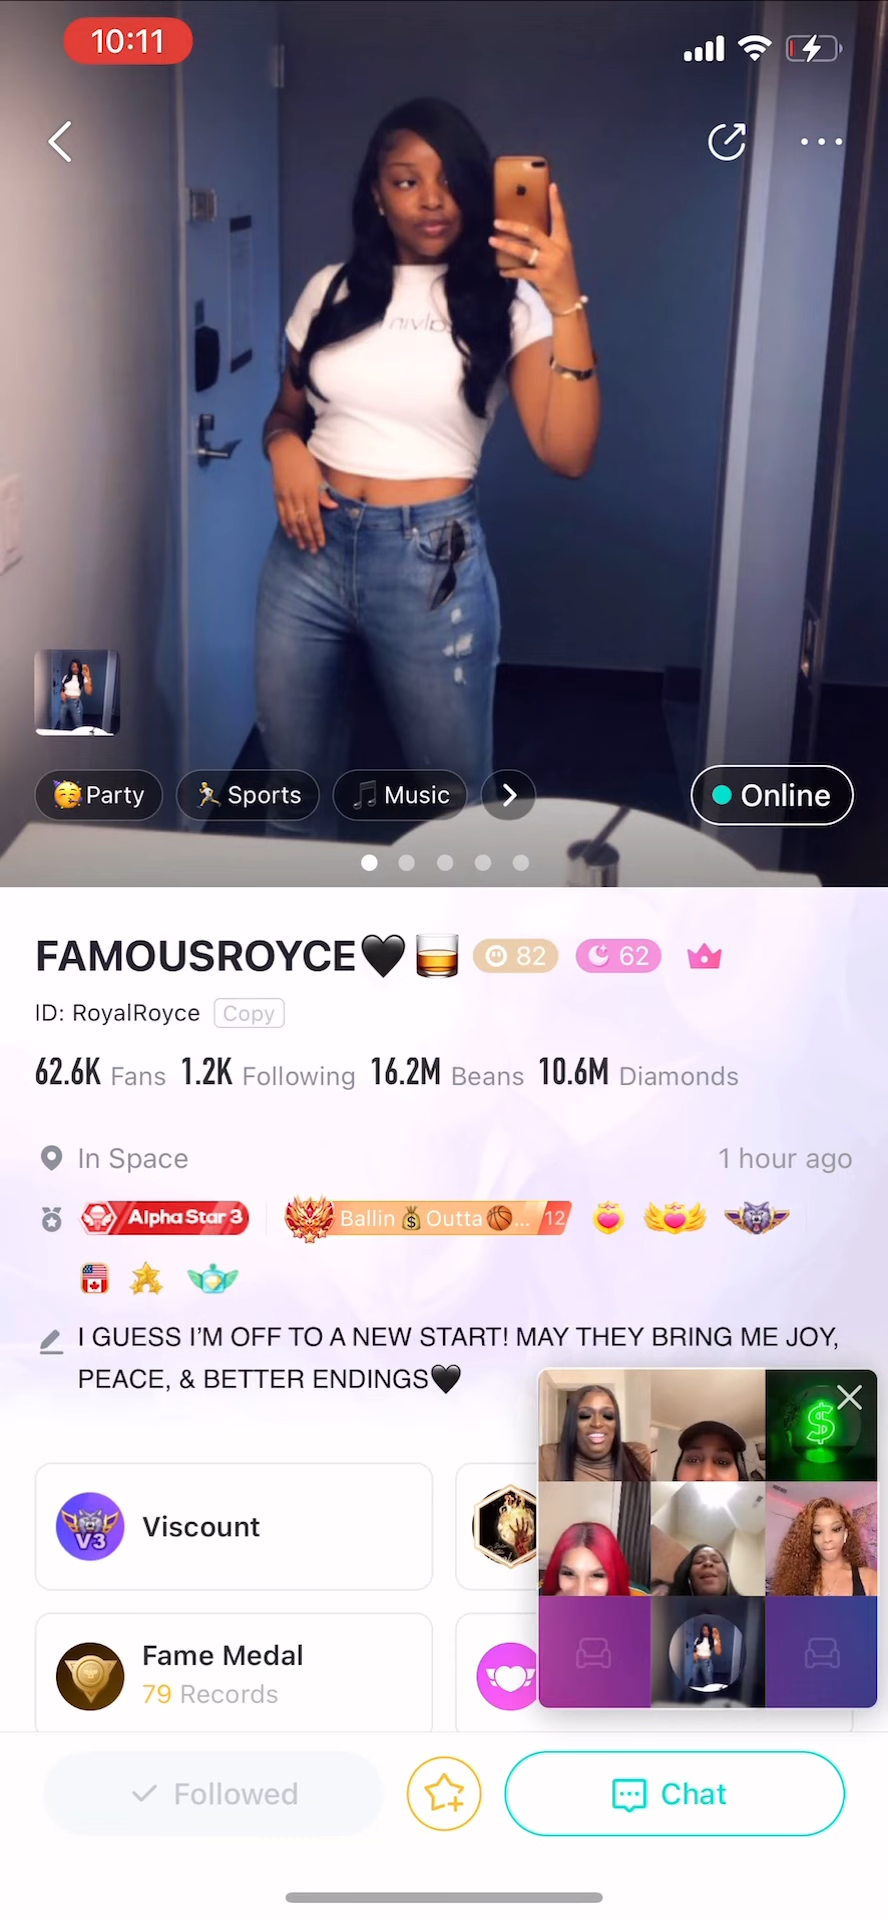 10:11
Party
Sports
Music
Online
FAMOUSROYCE🖤🥃 82 62
ID: RoyalRoyce Copy
62.6K Fans 1.2K Following 16.2M Beans 10.6M Diamonds
In Space
1 hour ago
Alpha Star 3
Ballin💰Outta🏀... 12
I GUESS I'M OFF TO A NEW START! MAY THEY BRING ME JOY,
PEACE, & BETTER ENDINGS🖤
V3
Viscount
Fame Medal
79 Records
$
Followed
Chat